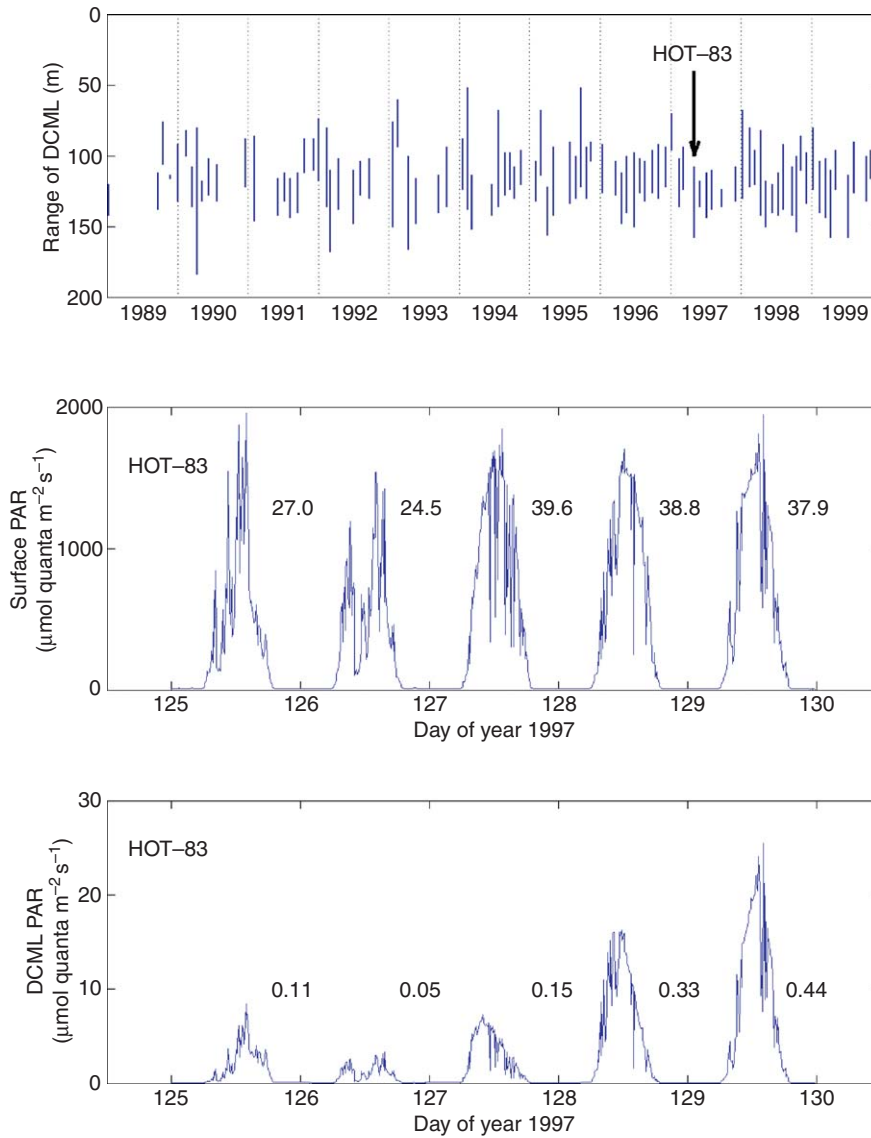 0
50
100
150
200
Range of DCML (m)
HOT–83
1989 1990 1991 1992 1993 1994 1995 1996 1997 1998 1999
2000
1000
0
Surface PAR
(μmol quanta m−2 s−1)
HOT–83
27.0 24.5 39.6 38.8 37.9
125 126 127 128 129 130
Day of year 1997
30
20
10
0
DCML PAR
(μmol quanta m−2 s−1)
HOT–83
0.11 0.05 0.15 0.33 0.44
125 126 127 128 129 130
Day of year 1997